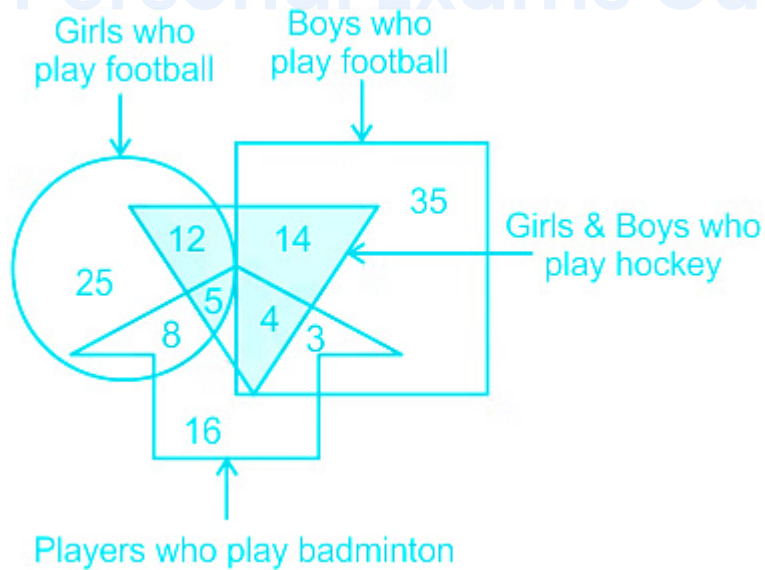 Girls who
play football
Boys who
play football
35
12
14
Girls & Boys who
play hockey
25
5
4
8
3
16
Players who play badminton